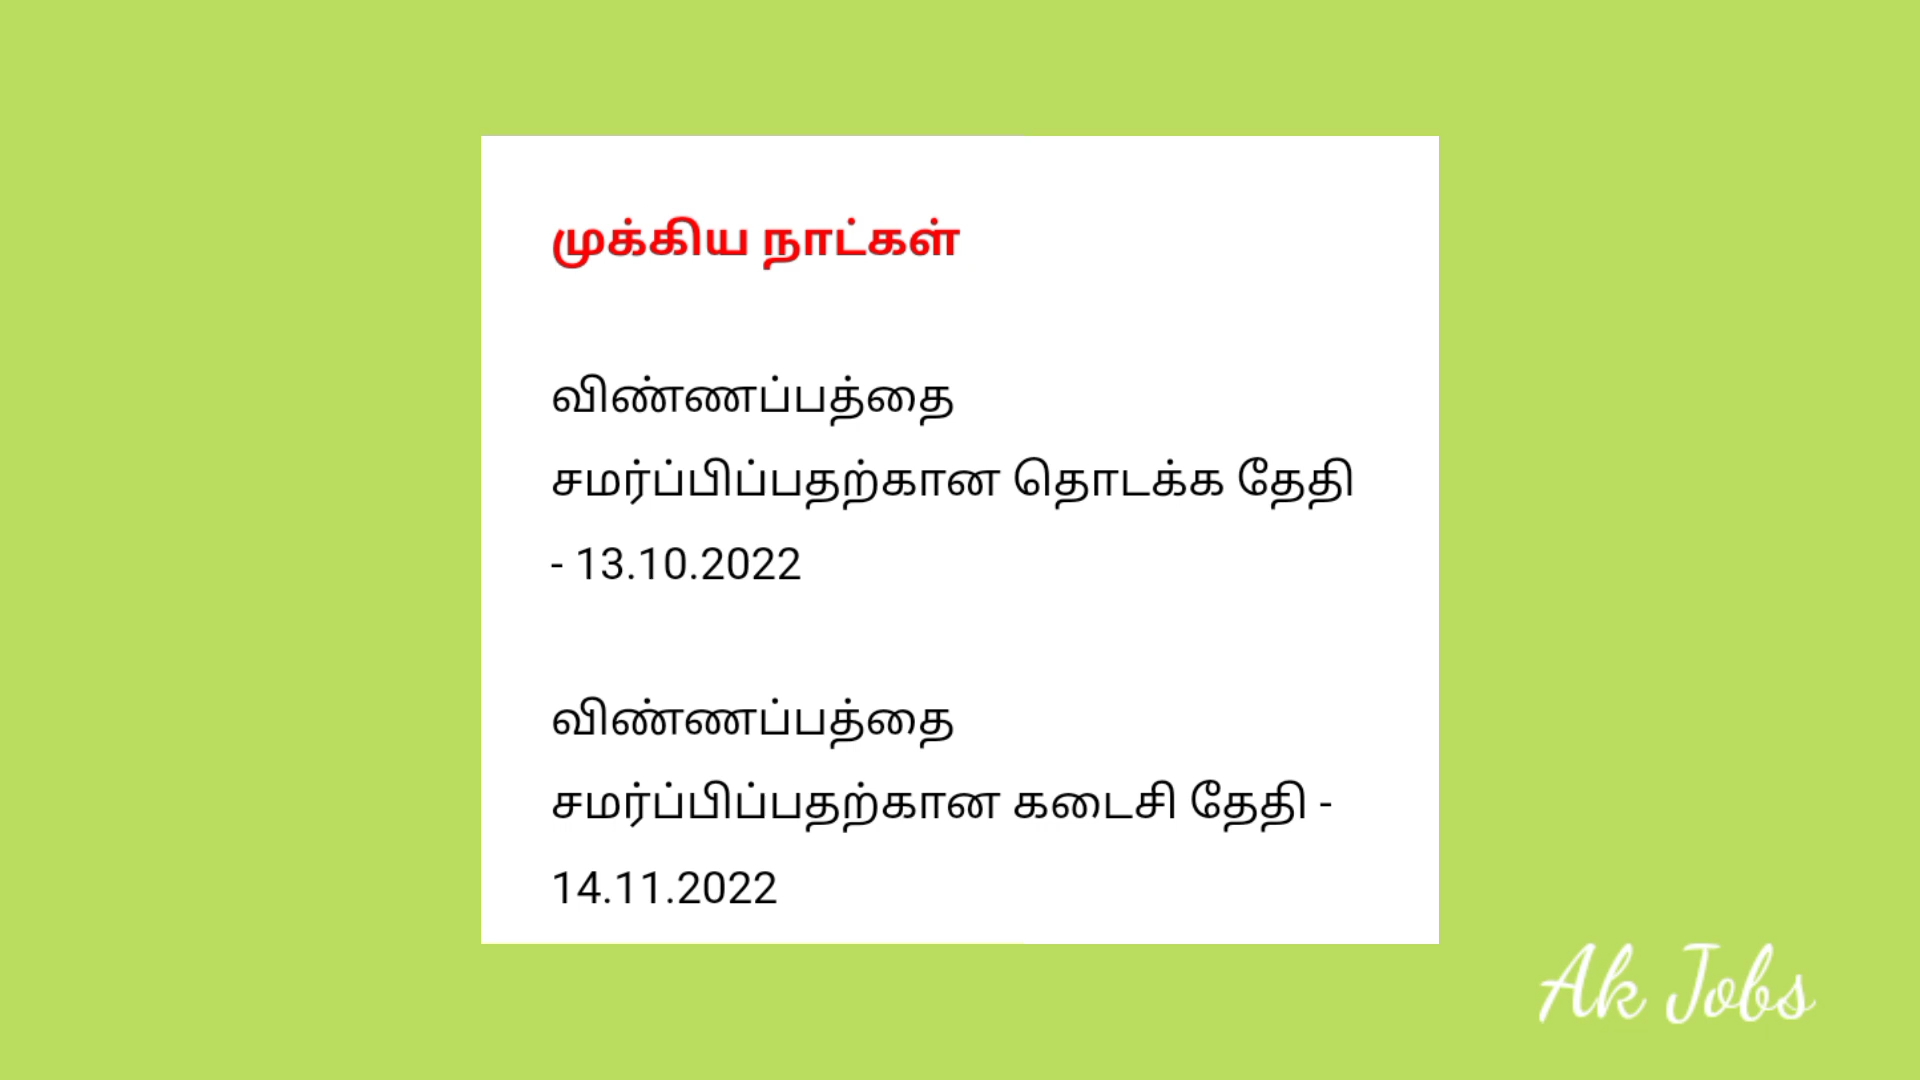 முக்கிய நாட்கள்
விண்ணப்பத்தை
சமர்ப்பிப்பதற்கான தொடக்க தேதி
- 13.10.2022
விண்ணப்பத்தை
சமர்ப்பிப்பதற்கான கடைசி தேதி -
14.11.2022
Ak Jobs